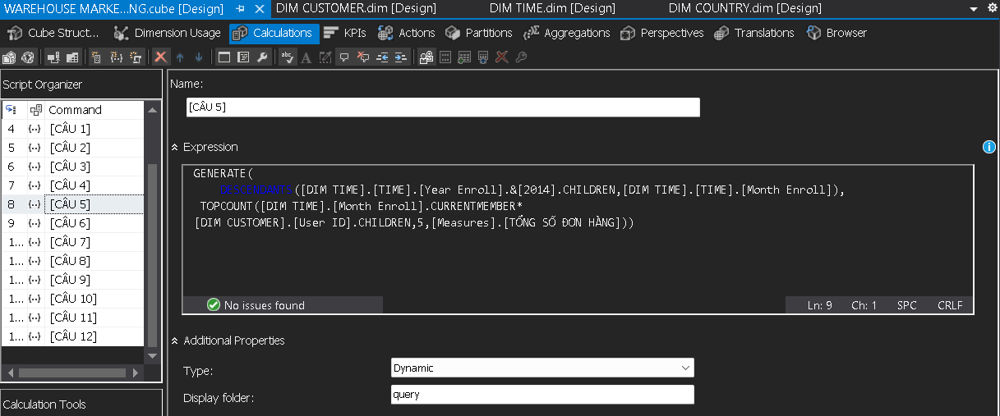 WAREHOUSE MARKE...NG.cube [Design]
DIM CUSTOMER.dim [Design]
DIM TIME.dim [Design]
DIM COUNTRY.dim [Design]
Cube Struct...
Dimension Usage
Calculations
KPIs
Actions
Partitions
Aggregations
Perspectives
Translations
Browser
Script Organizer
Command
4 [CÂU 1]
5 [CÂU 2]
6 [CÂU 3]
7 [CÂU 4]
8 [CÂU 5]
9 [CÂU 6]
1... [CÂU 7]
1... [CÂU 8]
1... [CÂU 9]
1... [CÂU 10]
1... [CÂU 11]
1... [CÂU 12]
Calculation Tools
Name:
[CÂU 5]
Expression
GENERATE(
DESCENDANTS([DIM TIME].[TIME].[Year Enroll].&[2014].CHILDREN,[DIM TIME].[TIME].[Month Enroll]),
TOPCOUNT([DIM TIME].[Month Enroll].CURRENTMEMBER*
[DIM CUSTOMER].[User ID].CHILDREN,5,[Measures].[TỔNG SỐ ĐƠN HÀNG]))
No issues found
Ln: 9 Ch: 1 SPC CRLF
Additional Properties
Type:
Dynamic
Display folder:
query